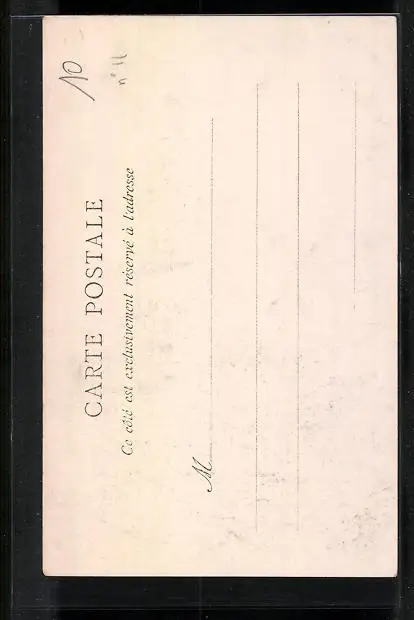 10
n° 11
CARTE POSTALE
Ce côté est exclusivement réservé à l'adresse
M